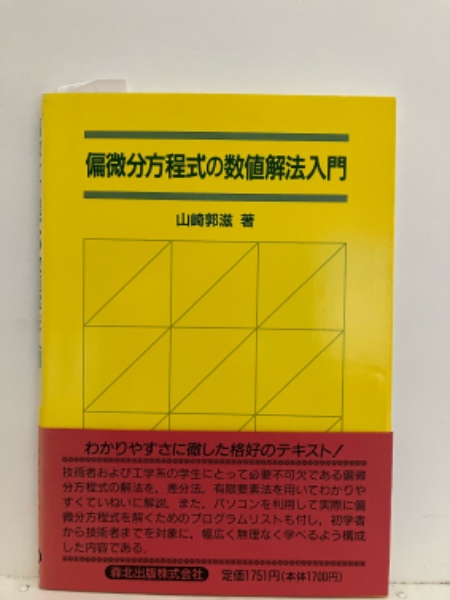 偏微分方程式の数値解法入門
山崎郭滋 著
わかりやすさに徹した格好のテキスト!
技術者および工学系の学生にとって必要不可欠である偏微
分方程式の解法を,差分法,有限要素法を用いてわかりや
すくていねいに解説.また,パソコンを利用して実際に偏
微分方程式を解くためのプログラムリストも付し,初学者
から技術者までを対象に,幅広く無理なく学べるよう構成
した内容である.
森北出版株式会社
定価1751円(本体1700円)